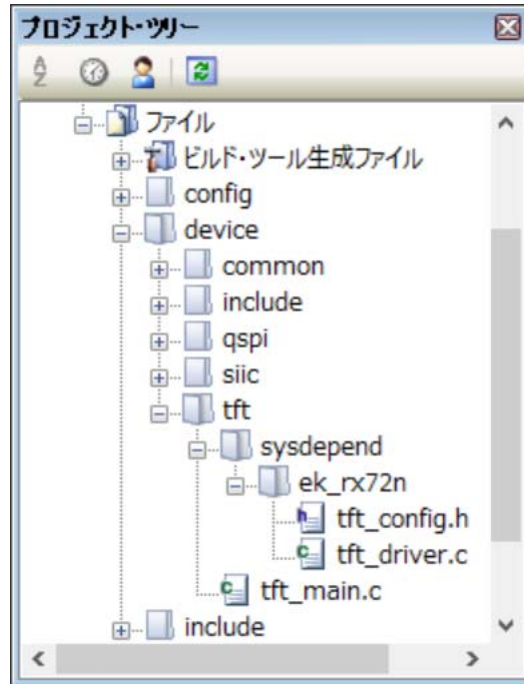 プロジェクト・ツリー
ファイル
ビルド・ツール生成ファイル
config
device
common
include
qspi
siic
tft
sysdepend
ek_rx72n
tft_config.h
tft_driver.c
tft_main.c
include